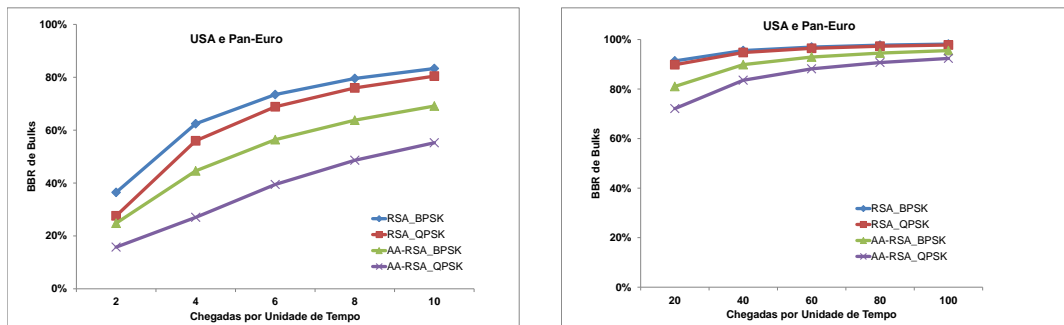 USA e Pan-Euro
BBR de Bulks
100%
80%
60%
40%
20%
0%
RSA_BPSK
RSA_QPSK
AA-RSA_BPSK
AA-RSA_QPSK
2 4 6 8 10
Chegadas por Unidade de Tempo
USA e Pan-Euro
BBR de Bulks
100%
80%
60%
40%
20%
0%
RSA_BPSK
RSA_QPSK
AA-RSA_BPSK
AA-RSA_QPSK
20 40 60 80 100
Chegadas por Unidade de Tempo